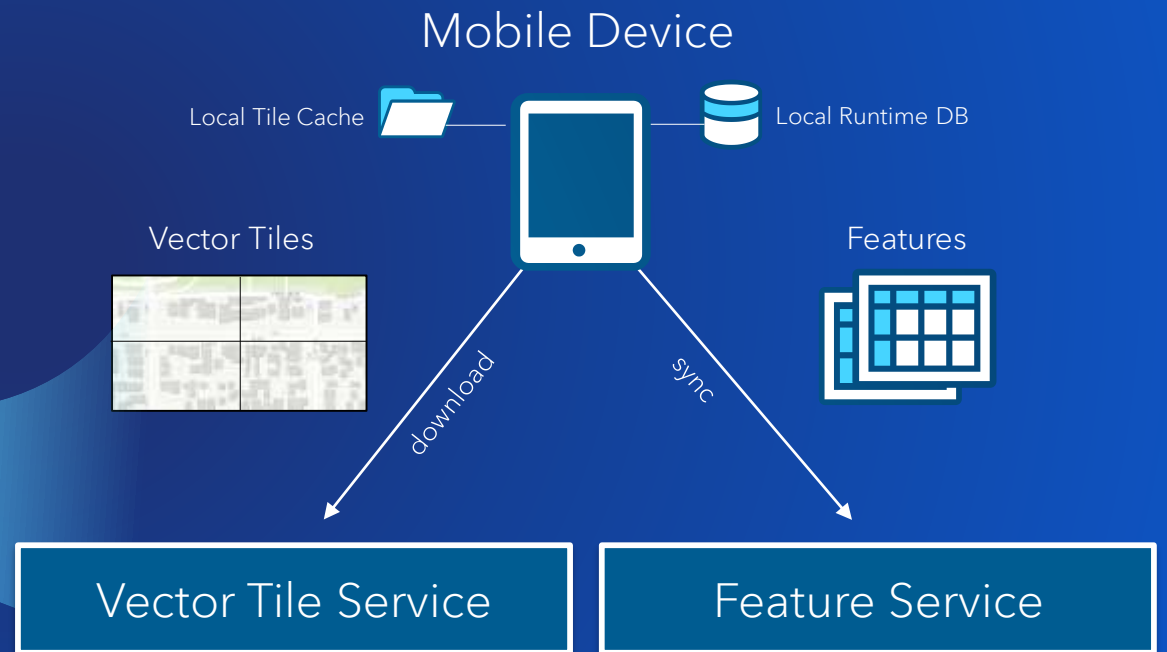 Mobile Device
Local Tile Cache
Local Runtime DB
Vector Tiles
Features
download
sync
Vector Tile Service
Feature Service